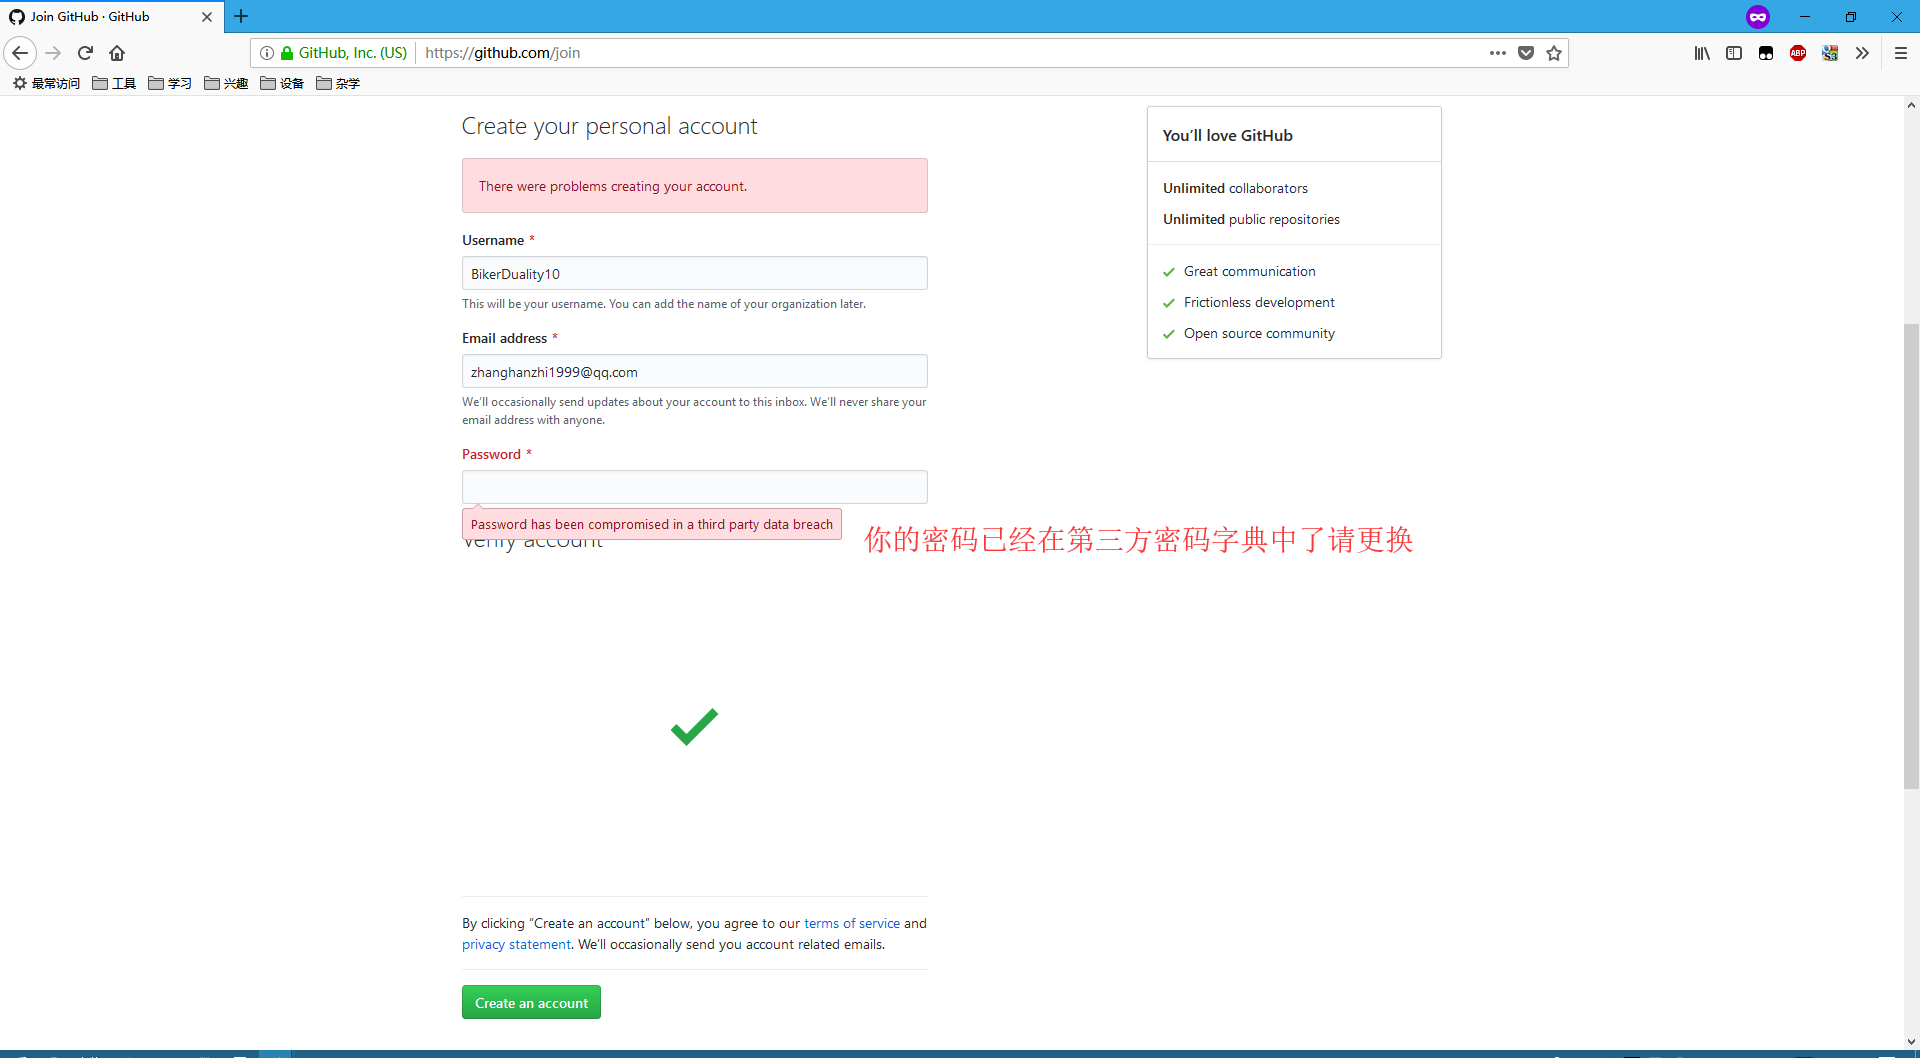 Join GitHub · GitHub
GitHub, Inc. (US)
https://github.com/join
ABP
最常访问 工具 学习 兴趣 设备 杂学
Create your personal account
There were problems creating your account.
Username *
BikerDuality10
This will be your username. You can add the name of your organization later.
Email address *
zhanghanzhi1999@qq.com
We'll occasionally send updates about your account to this inbox. We'll never share your
email address with anyone.
Password *
Password has been compromised in a third party data breach
Verify account
你的密码已经在第三方密码字典中了请更换
By clicking "Create an account" below, you agree to our terms of service and
privacy statement. We'll occasionally send you account related emails.
Create an account
You'll love GitHub
Unlimited collaborators
Unlimited public repositories
Great communication
Frictionless development
Open source community